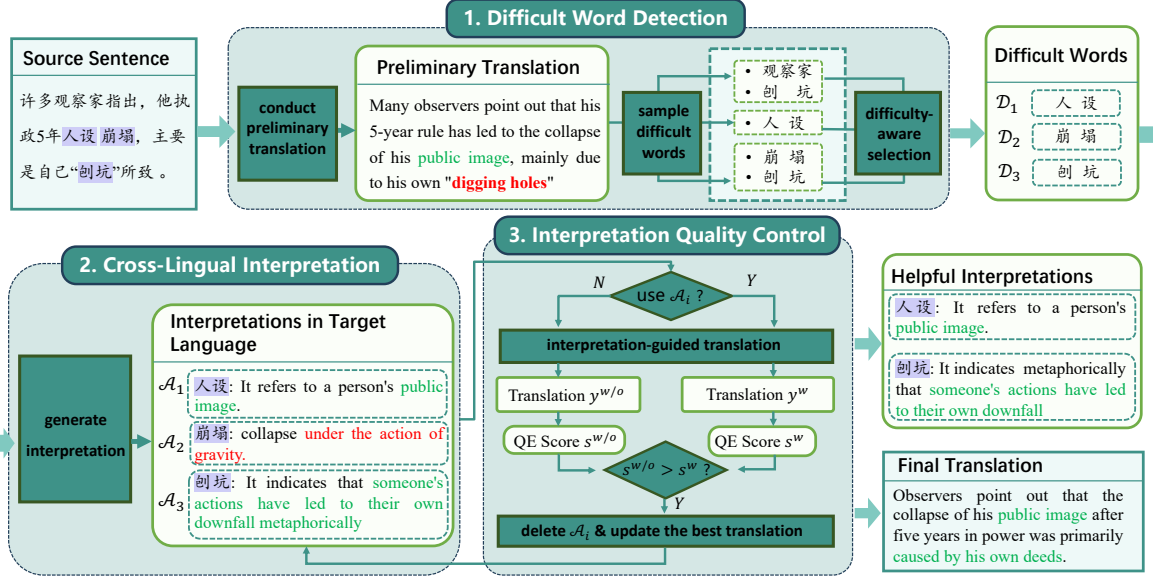 1. Difficult Word Detection
Source Sentence
许多观察家指出，他执
政5年人设 崩塌，主要
是自己“刨坑”所致 。
conduct
preliminary
translation
Preliminary Translation
Many observers point out that his
5-year rule has led to the collapse
of his public image, mainly due
to his own "digging holes"
sample
difficult
words
• 观察家
• 刨 坑
• 人 设
• 崩 塌
• 刨 坑
difficulty-
aware
selection
Difficult Words
𝒟1 人 设
𝒟2 崩 塌
𝒟3 刨 坑
2. Cross-Lingual Interpretation
generate
interpretation
Interpretations in Target
Language
𝒜1 人设: It refers to a person's public
image.
𝒜2 崩塌: collapse under the action of
gravity.
𝒜3 刨坑: It indicates that someone's
actions have led to their own
downfall metaphorically
3. Interpretation Quality Control
N
use 𝒜i ?
Y
interpretation-guided translation
Translation y^{w/o}
Translation y^w
QE Score s^{w/o}
QE Score s^w
s^{w/o} > s^w ?
Y
delete 𝒜i & update the best translation
Helpful Interpretations
人设: It refers to a person's
public image.
刨坑: It indicates metaphorically
that someone's actions have led
to their own downfall
Final Translation
Observers point out that the
collapse of his public image after
five years in power was primarily
caused by his own deeds.